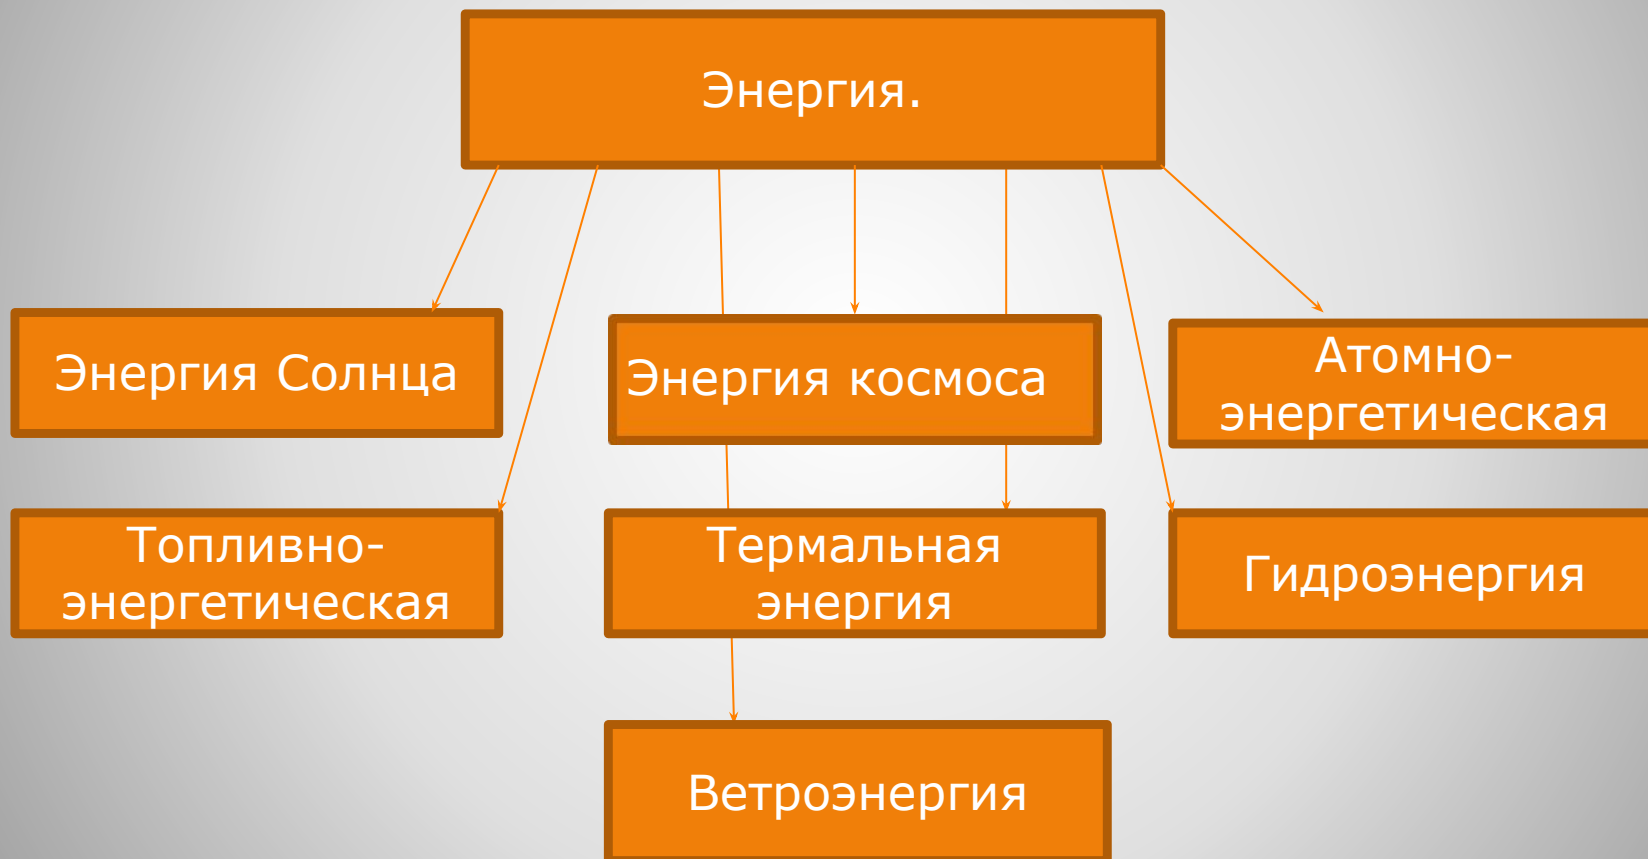 Энергия.
Энергия Солнца
Энергия космоса
Атомно-
энергетическая
Топливно-
энергетическая
Термальная
энергия
Гидроэнергия
Ветроэнергия